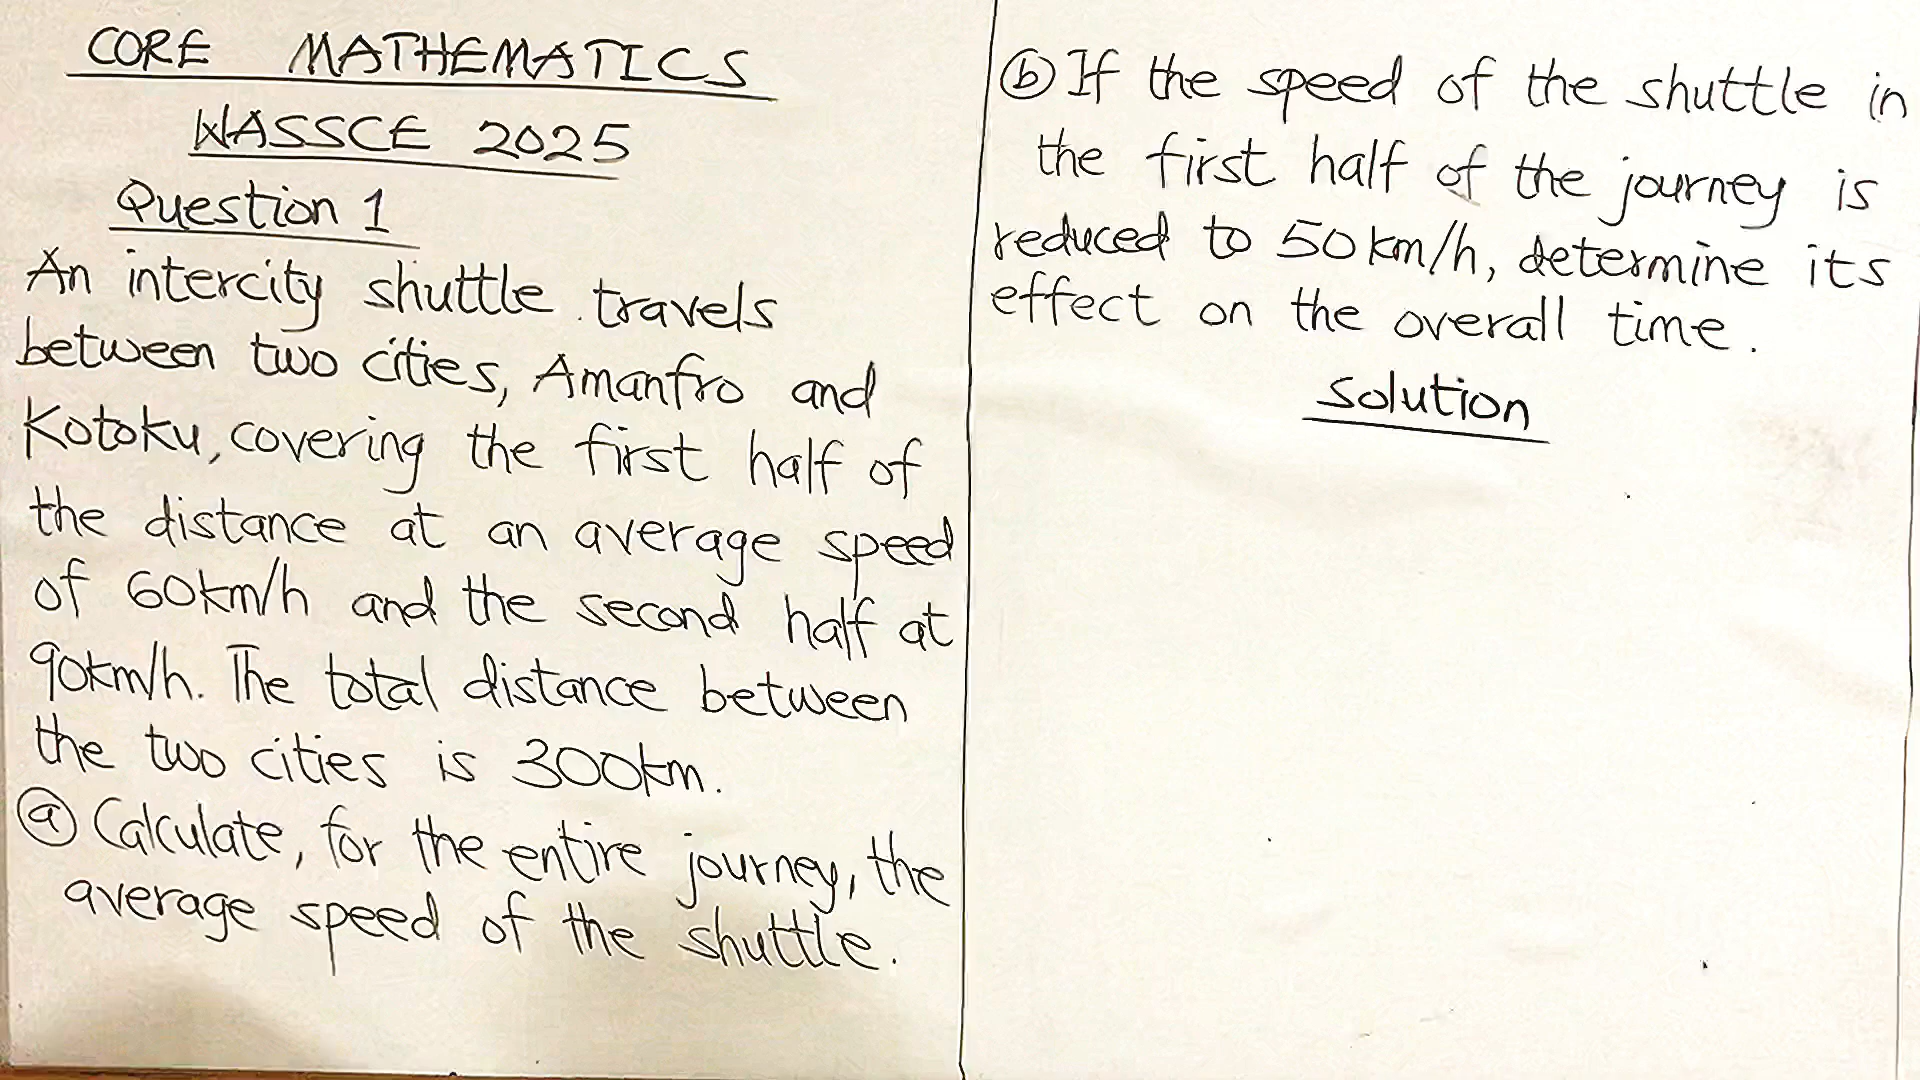 CORE MATHEMATICS
WASSCE 2025
Question 1
An intercity shuttle travels
between two cities, Amanfro and
Kotoku, covering the first half of
the distance at an average speed
of 60km/h and the second half at
90km/h. The total distance between
the two cities is 300km.
ⓐ Calculate, for the entire journey, the
average speed of the shuttle.
ⓑ If the speed of the shuttle in
the first half of the journey is
reduced to 50km/h, determine its
effect on the overall time.
Solution